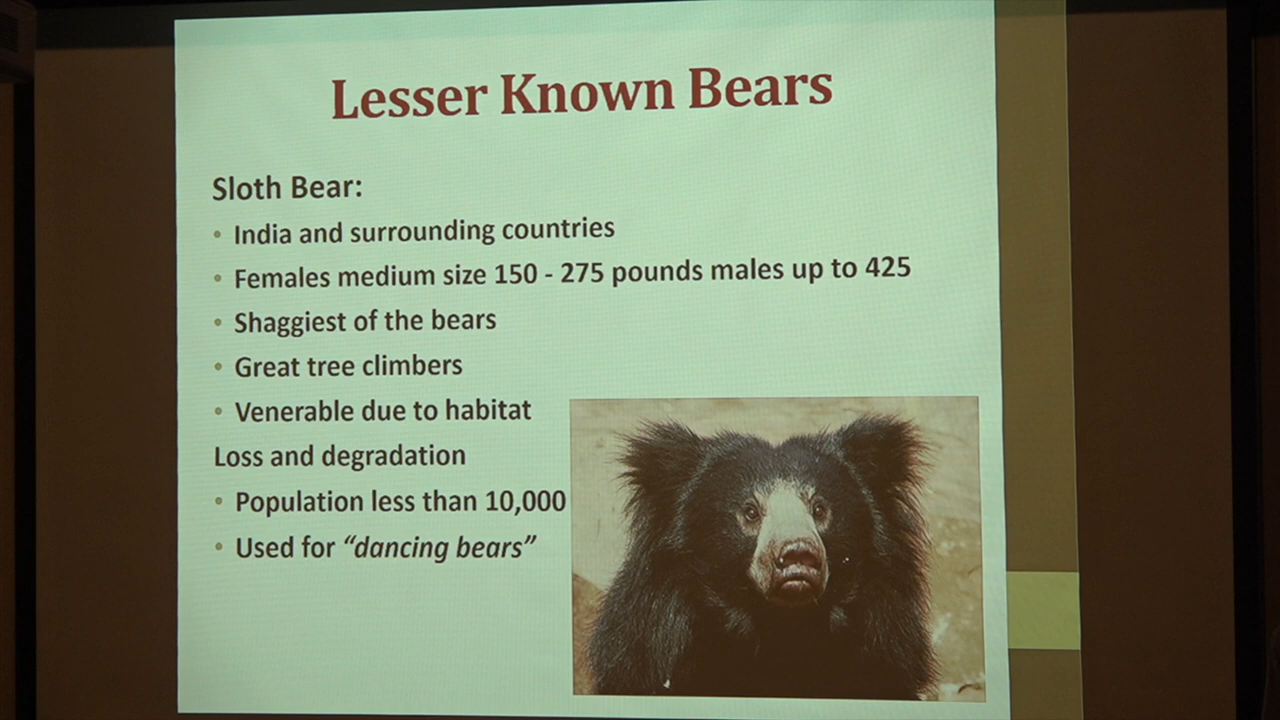 Lesser Known Bears
Sloth Bear:
• India and surrounding countries
• Females medium size 150 - 275 pounds males up to 425
• Shaggiest of the bears
• Great tree climbers
• Venerable due to habitat
Loss and degradation
• Population less than 10,000
• Used for “dancing bears”